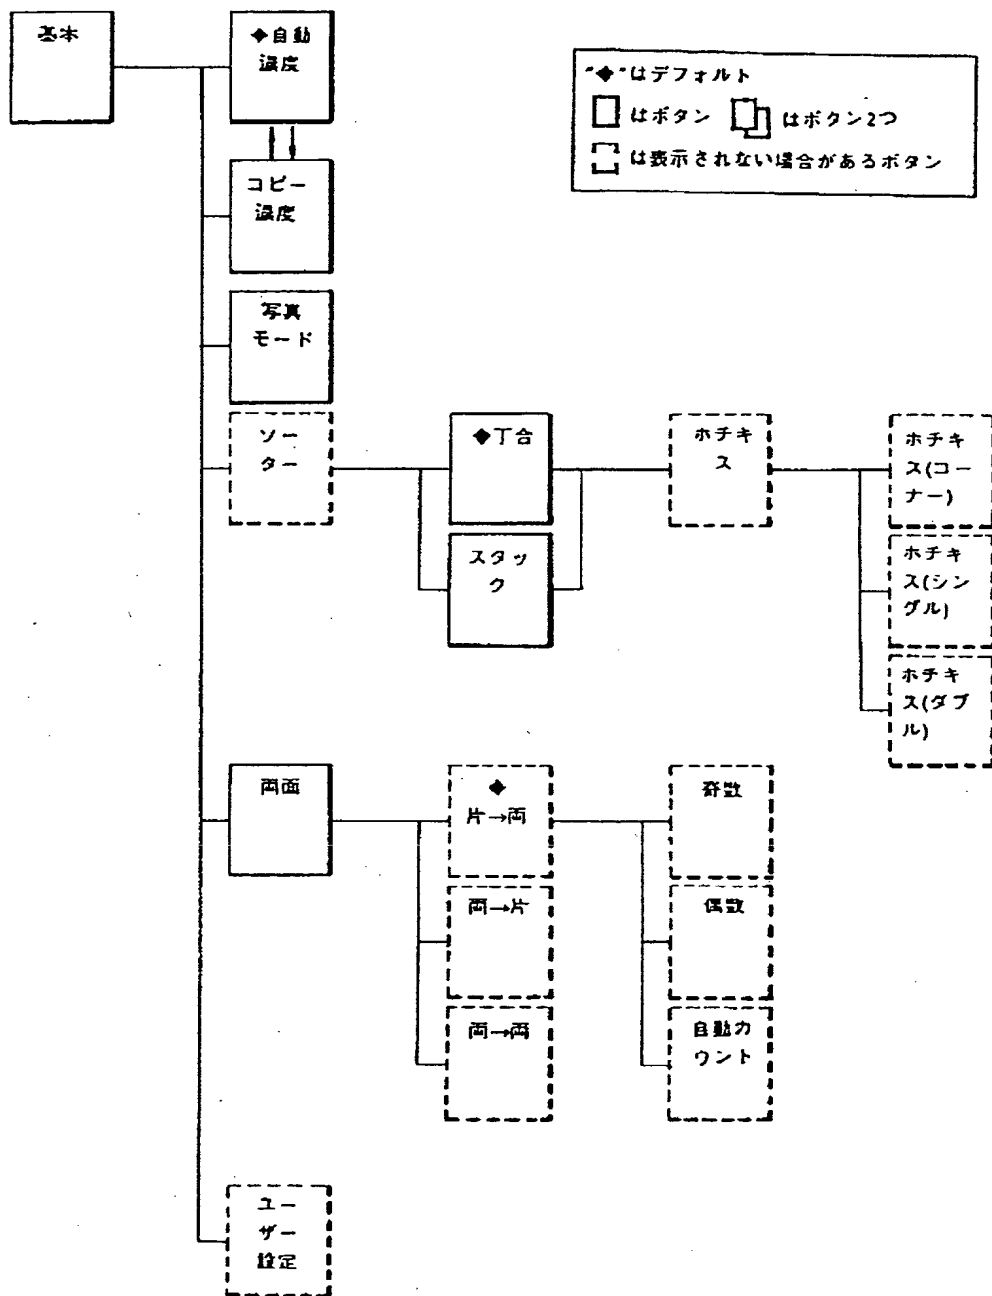 基本
◆自動
濃度
"◆"はデフォルト
はボタン
はボタン2つ
は表示されない場合があるボタン
コピー
濃度
写真
モード
ソー
ター
◆丁合
スタッ
ク
ホチキ
ス
ホチキ
ス(コー
ナー)
ホチキ
ス(シン
グル)
ホチキ
ス(ダブ
ル)
両面
◆
片→両
両→片
両→両
奇数
偶数
自動カ
ウント
ユー
ザー
設定